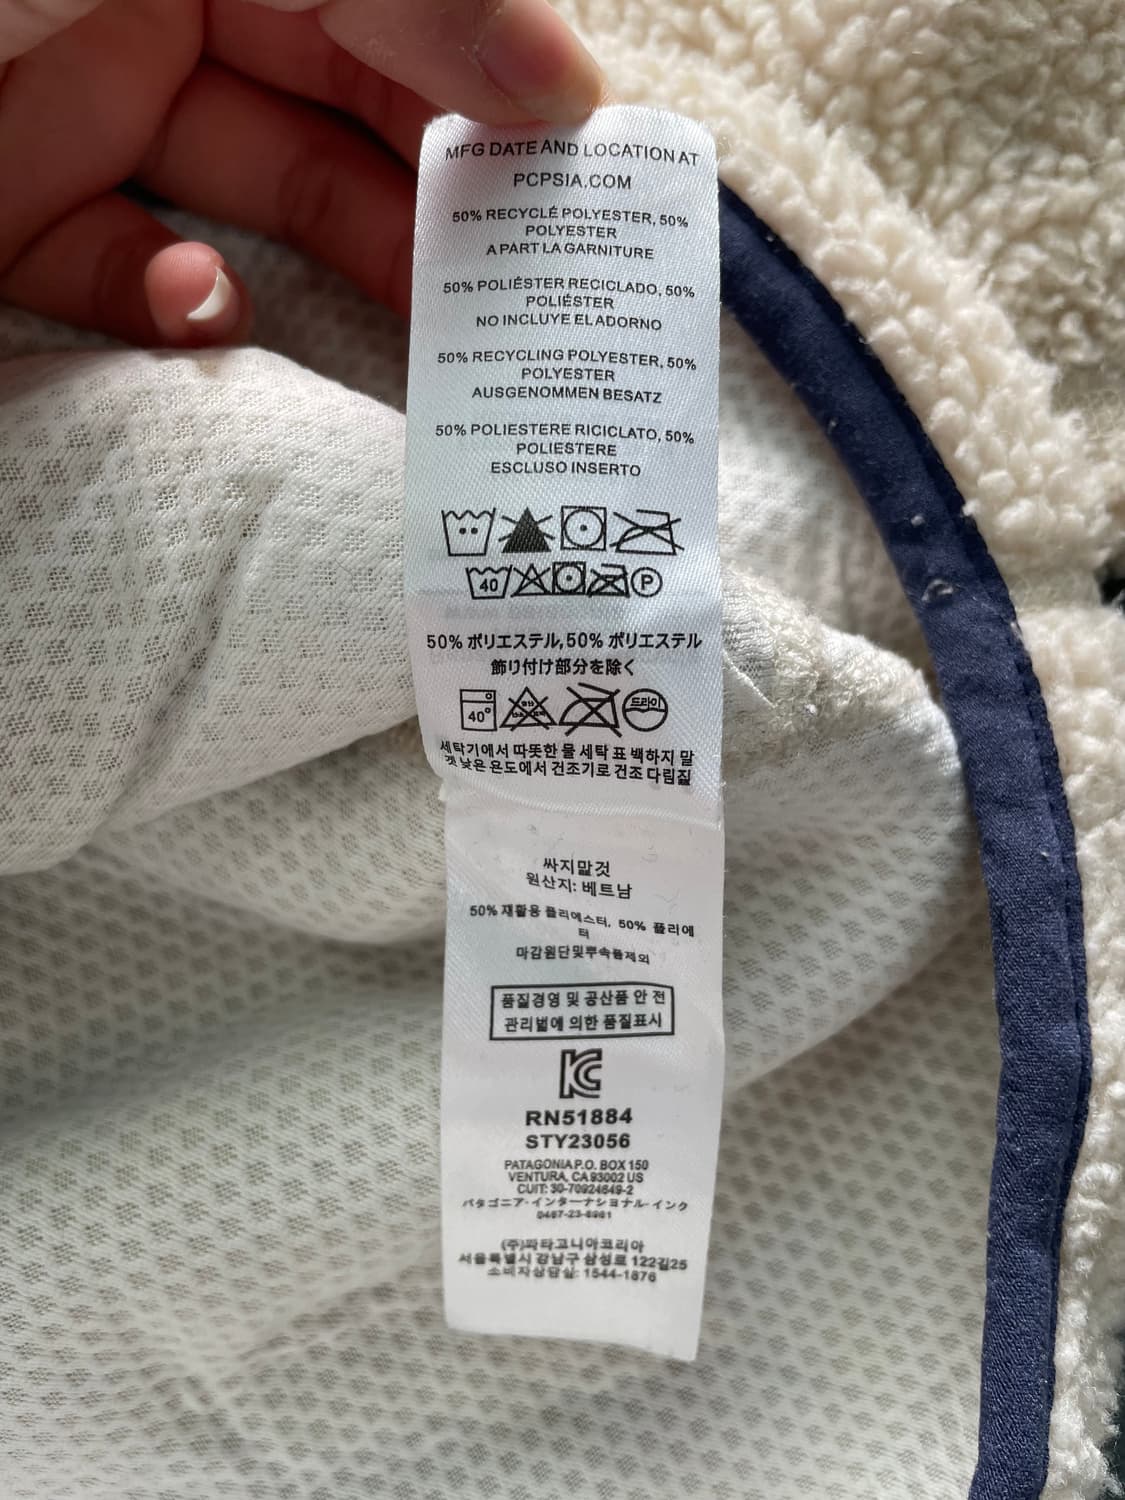 MFG DATE AND LOCATION AT
PCPSIA.COM
50% RECYCLÉ POLYESTER, 50%
POLYESTER
A PART LA GARNITURE
50% POLIÉSTER RECICLADO, 50%
POLIÉSTER
NO INCLUYE EL ADORNO
50% RECYCLING POLYESTER, 50%
POLYESTER
AUSGENOMMEN BESATZ
50% POLIESTERE RICICLATO, 50%
POLIESTERE
ESCLUSO INSERTO
40 P
50% ポリエステル, 50% ポリエステル
飾り付け部分を除く
40° 드라이
세탁기에서 따뜻한 물 세탁 표 백하지 말
것 낮은 온도에서 건조기로 건조 다림질
싸지말것
원산지: 베트남
50% 재활용 플리에스터, 50% 플리에
터
마감원단및부속품제외
품질경영 및 공산품 안 전
관리법에 의한 품질표시
KC
RN51884
STY23056
PATAGONIA P.O. BOX 150
VENTURA, CA 93002 US
CUIT: 30-70924649-2
パタゴニア・インターナショナル・インク
(주)파타고니아코리아
서울특별시 강남구 삼성로 122길25
소비자상담실: 1544-1876